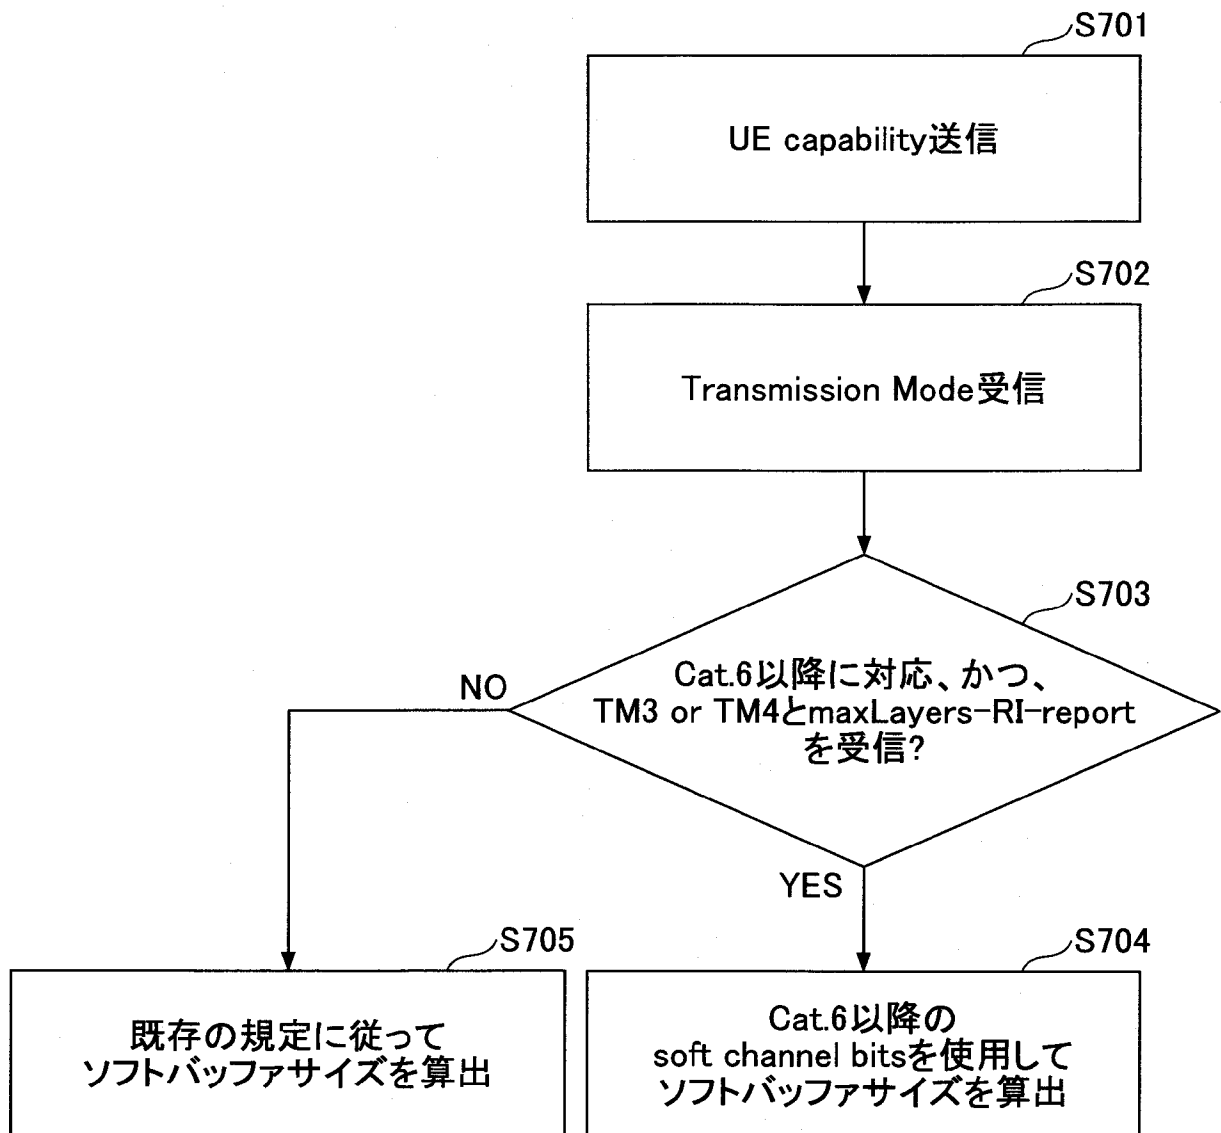 S701
UE capability送信
S702
Transmission Mode受信
S703
Cat.6以降に対応、かつ、
TM3 or TM4とmaxLayers-RI-report
を受信?
NO
YES
S705
既存の規定に従って
ソフトバッファサイズを算出
S704
Cat.6以降の
soft channel bitsを使用して
ソフトバッファサイズを算出